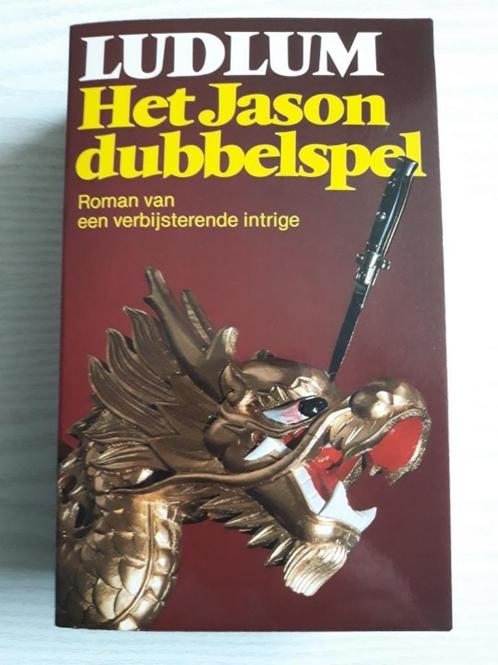 LUDLUM
Het Jason
dubbelspel
Roman van
een verbijsterende intrige